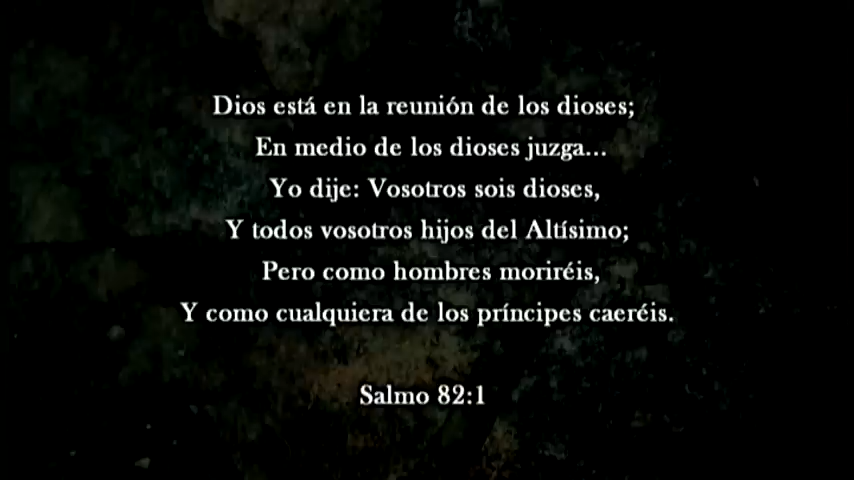 Dios está en la reunión de los dioses;
En medio de los dioses juzga...
Yo dije: Vosotros sois dioses,
Y todos vosotros hijos del Altísimo;
Pero como hombres moriréis,
Y como cualquiera de los príncipes caeréis.
Salmo 82:1